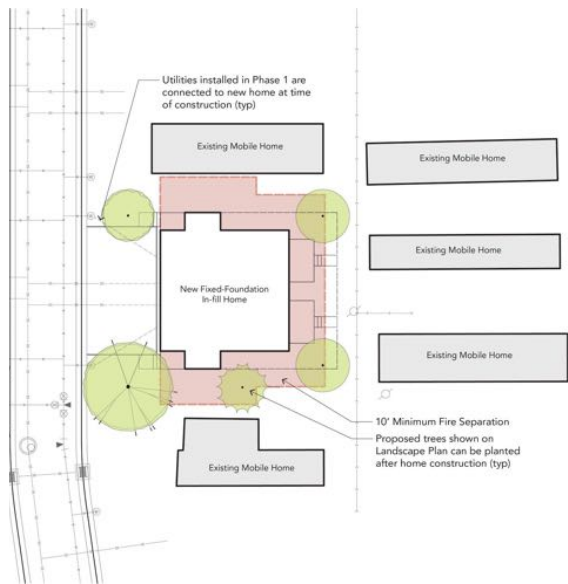 Utilities installed in Phase 1 are
connected to new home at time
of construction (typ)
Existing Mobile Home
Existing Mobile Home
Existing Mobile Home
New Fixed-Foundation
In-fill Home
Existing Mobile Home
10' Minimum Fire Separation
Proposed trees shown on
Landscape Plan can be planted
after home construction (typ)
Existing Mobile Home